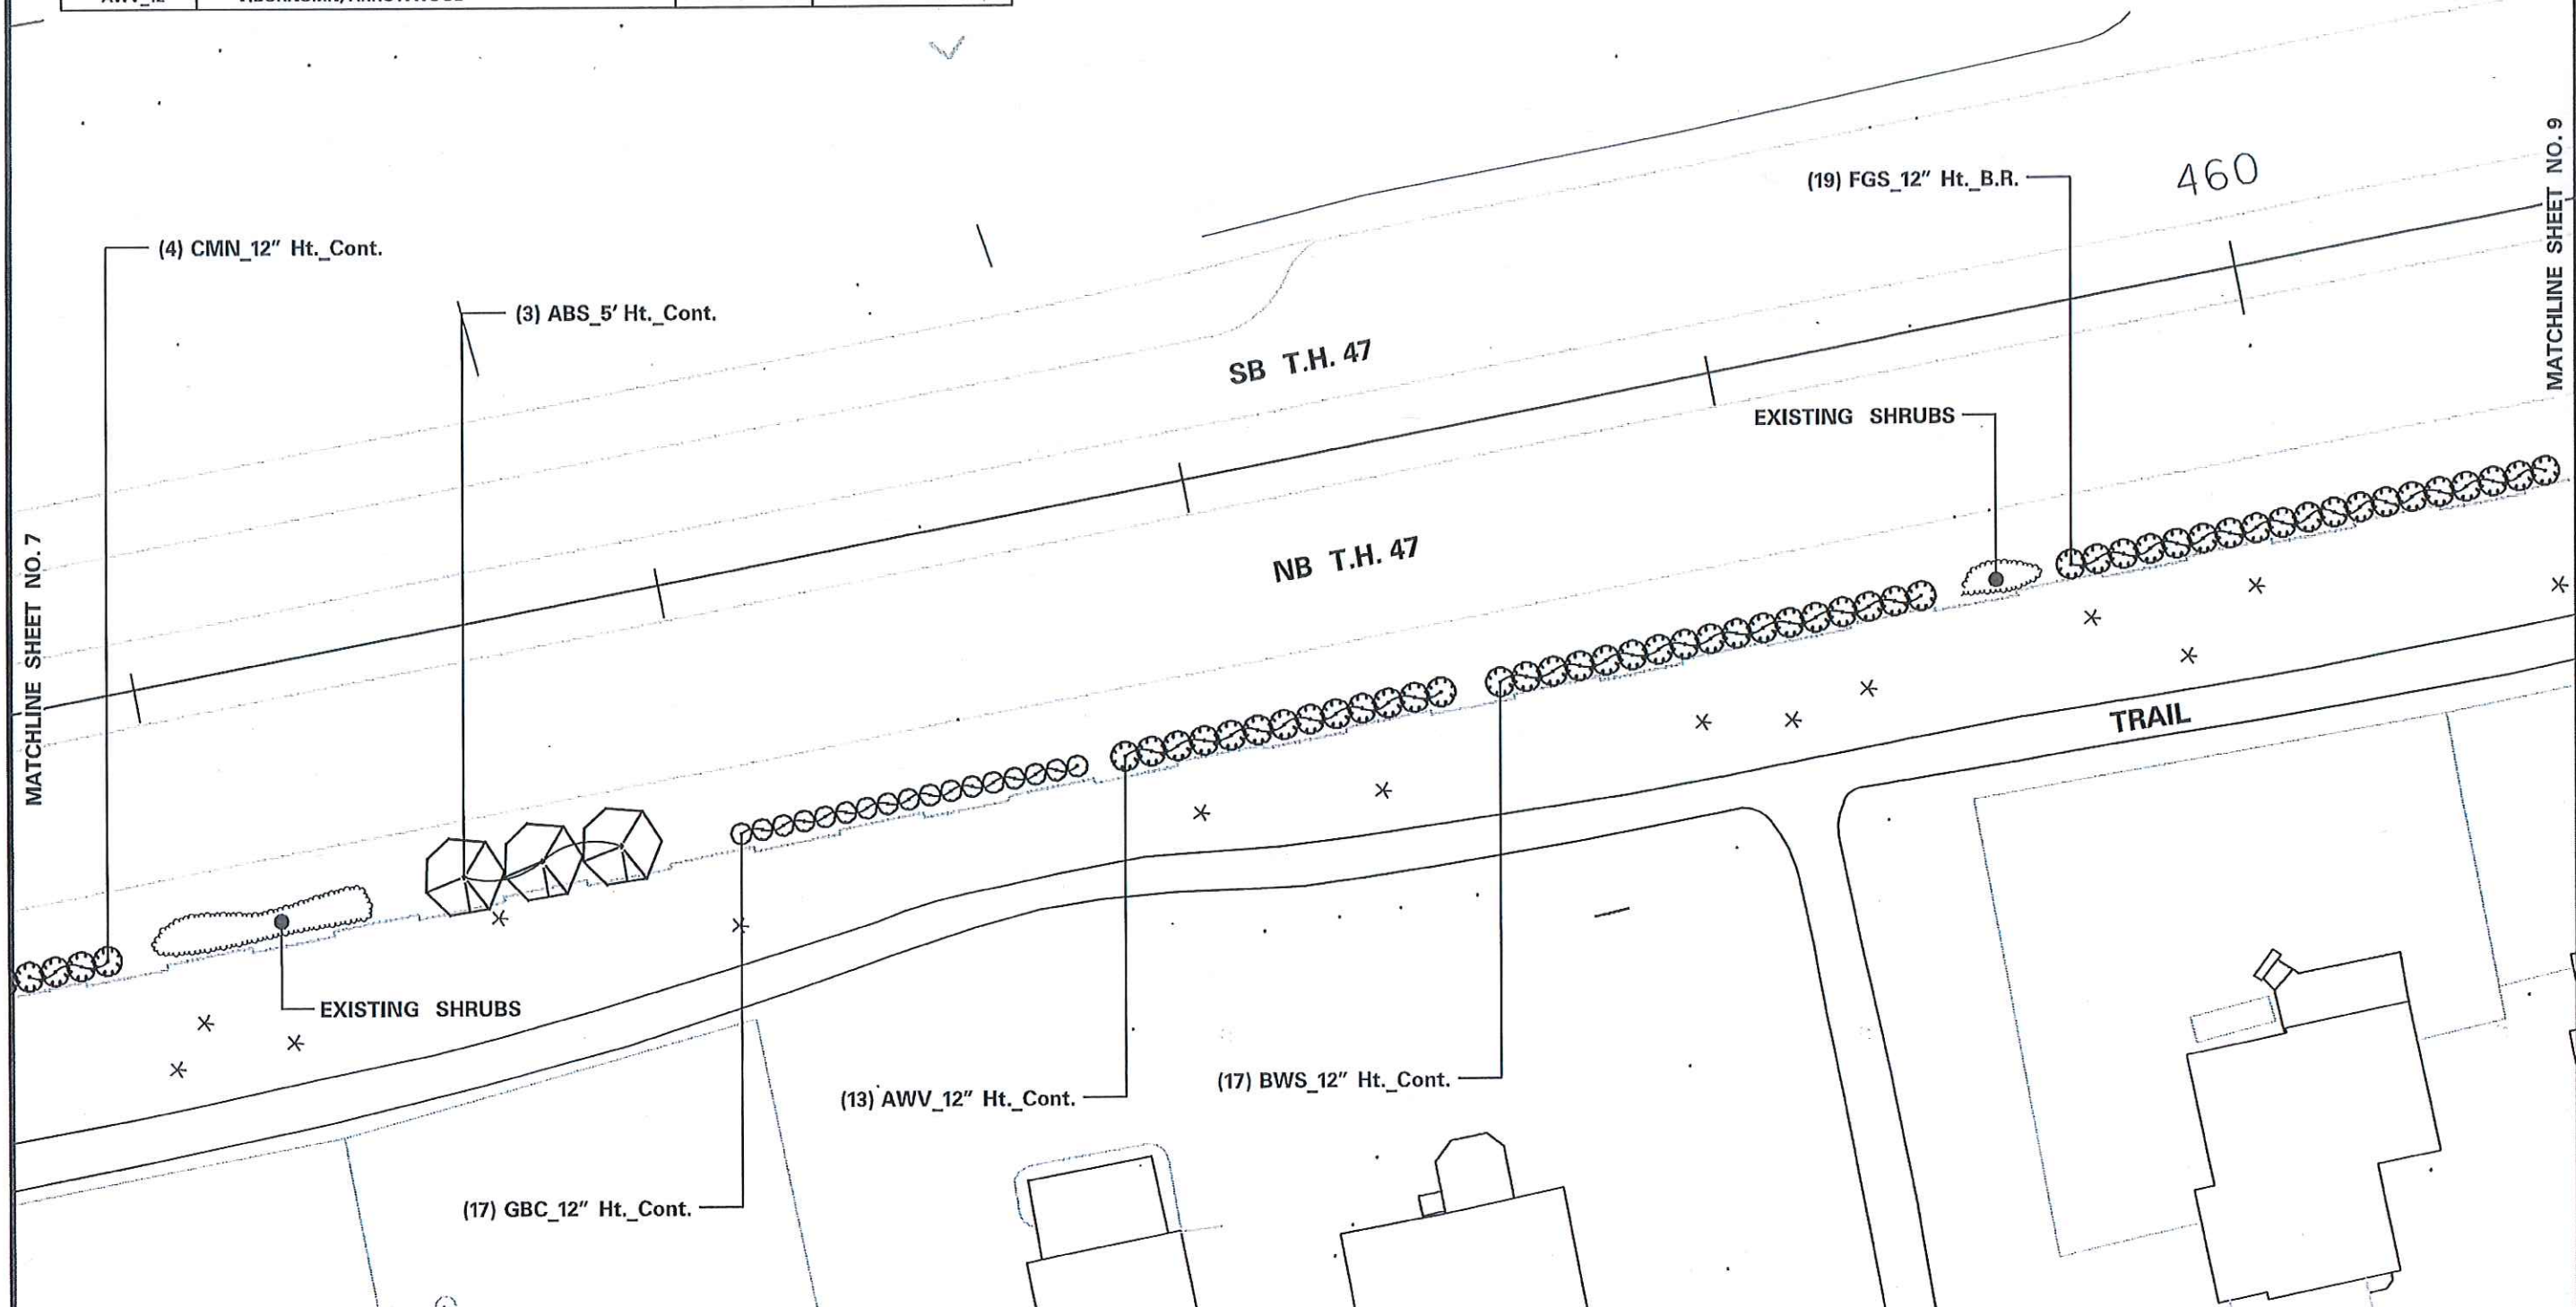 (19) FGS_12" Ht._B.R.
460
MATCHLINE SHEET NO. 9
(4) CMN_12" Ht._Cont.
(3) ABS_5' Ht._Cont.
SB T.H. 47
EXISTING SHRUBS
NB T.H. 47
MATCHLINE SHEET NO. 7
TRAIL
EXISTING SHRUBS
(13) AWV_12" Ht._Cont.
(17) BWS_12" Ht._Cont.
(17) GBC_12" Ht._Cont.